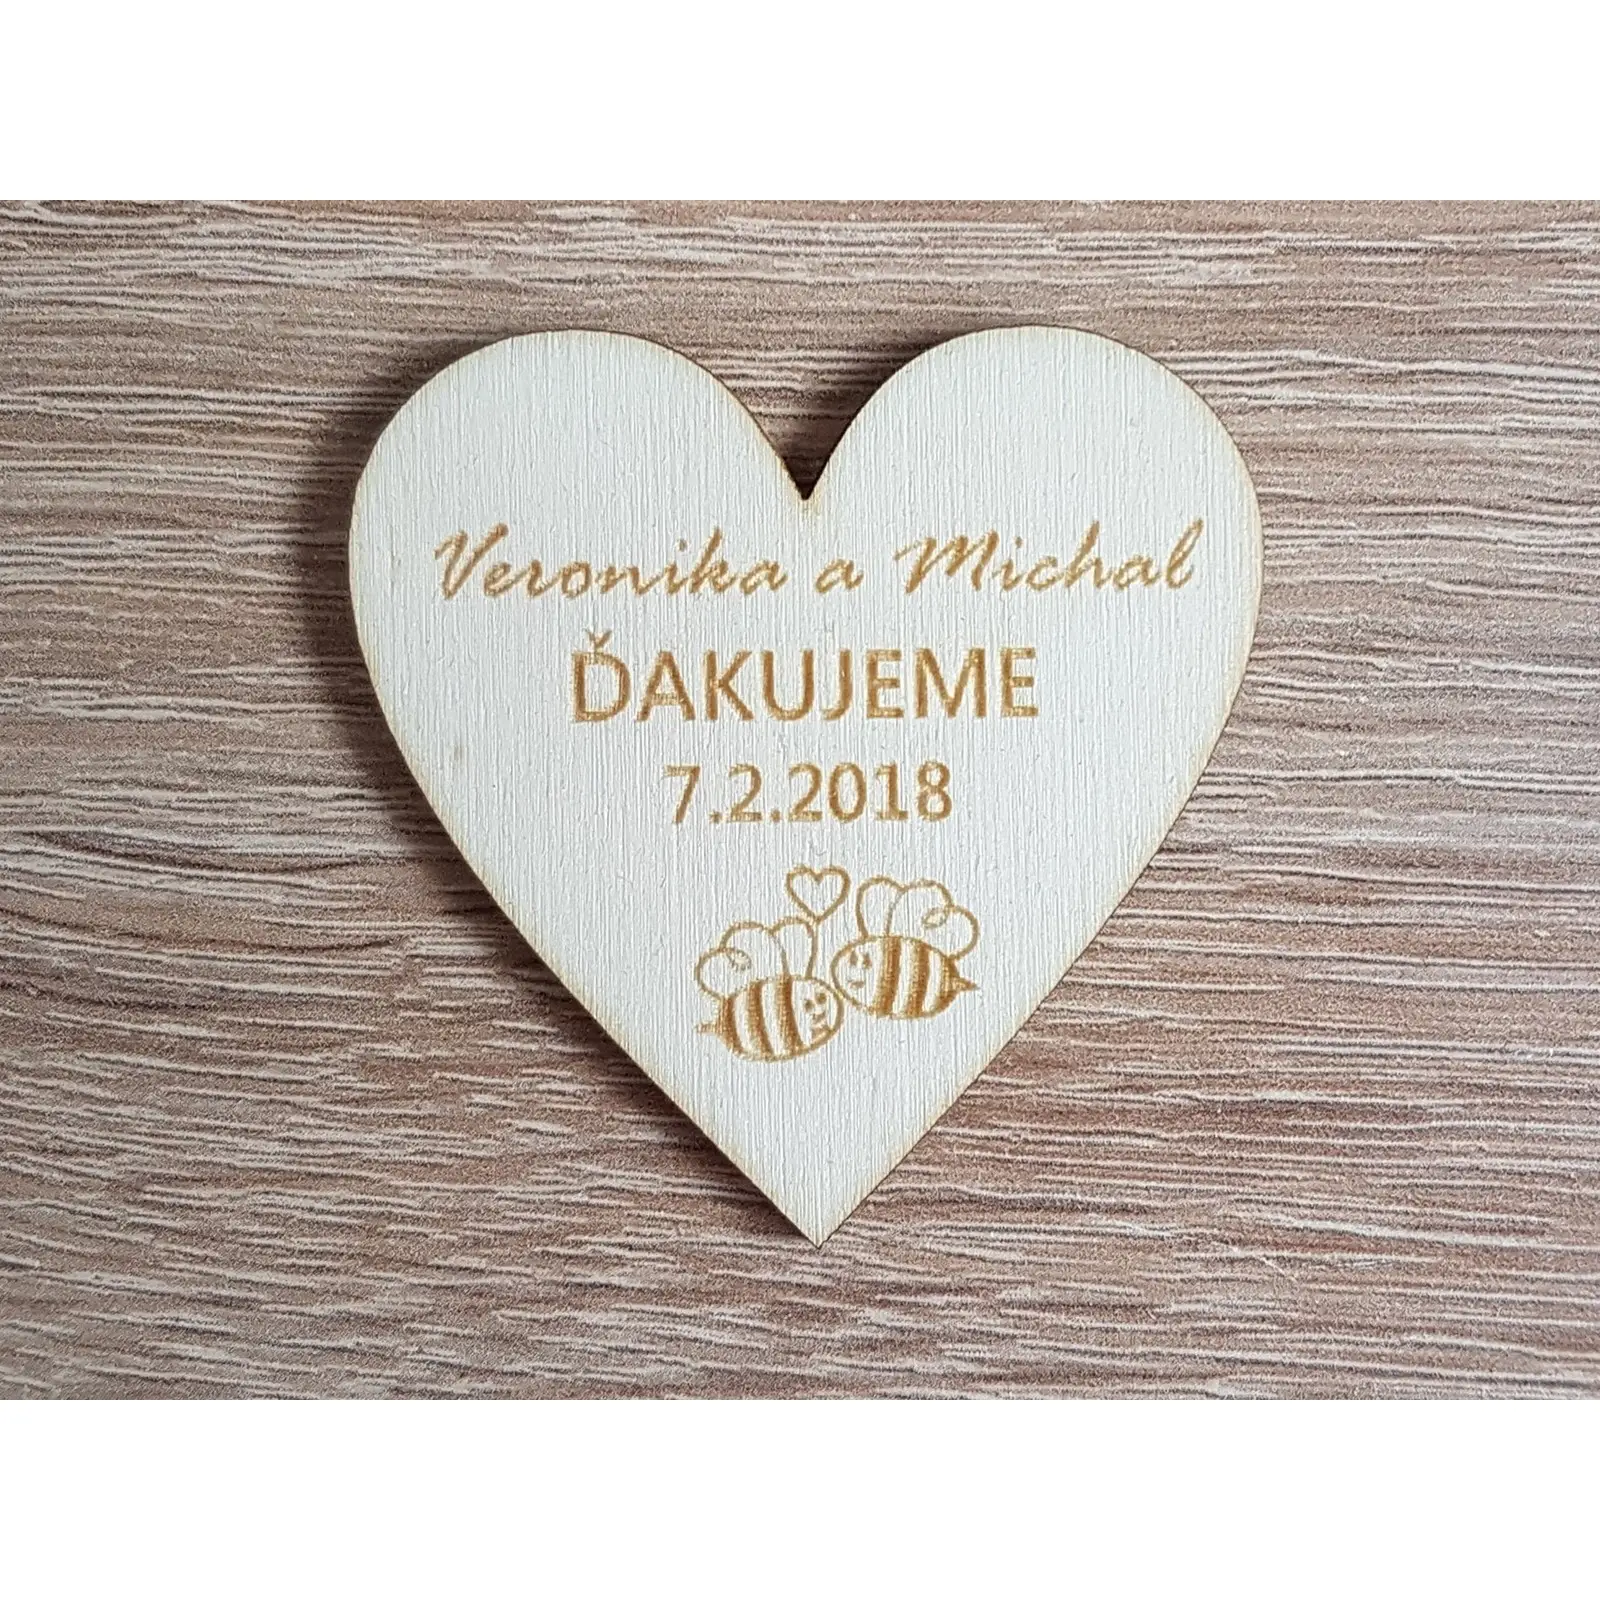 Veronika a Michal
ĎAKUJEME
7.2.2018